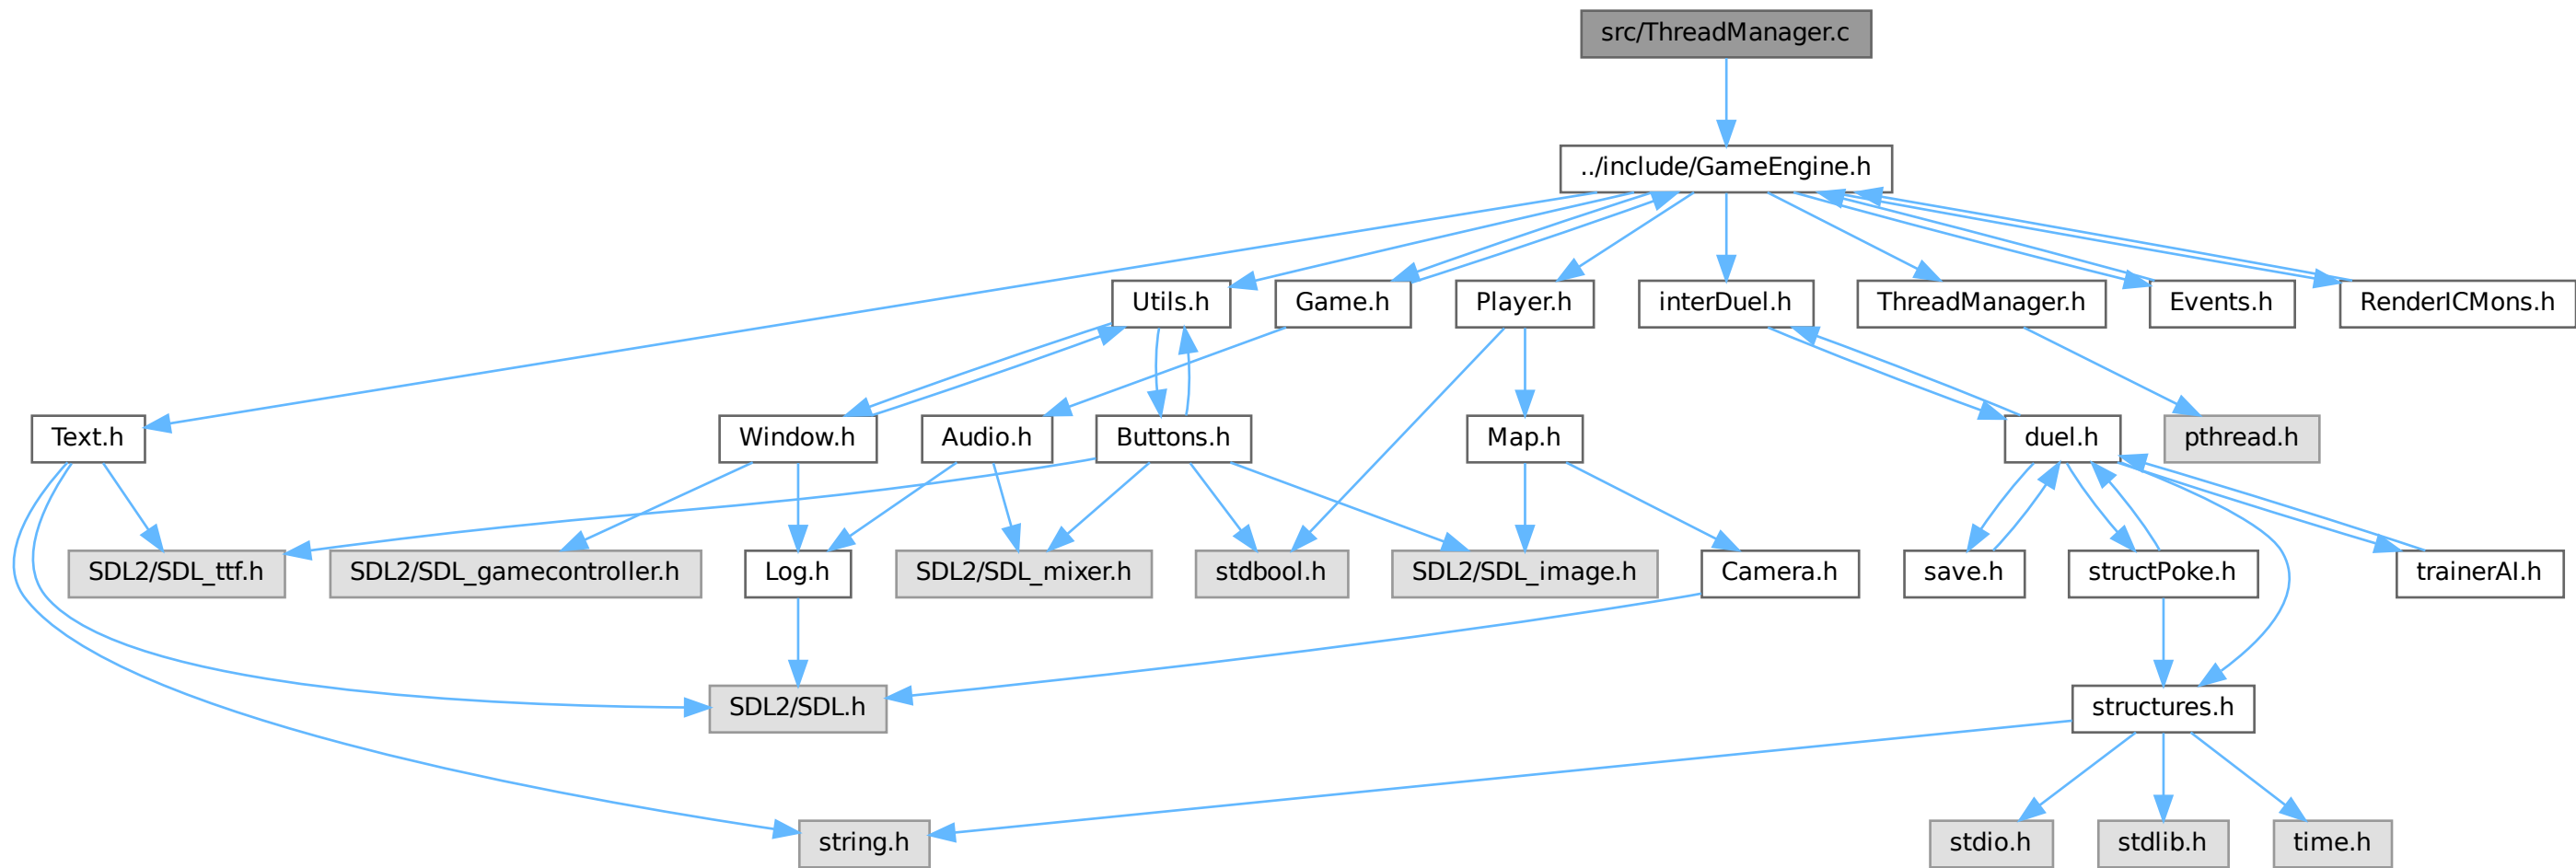 src/ThreadManager.c
../include/GameEngine.h
Utils.h
Game.h
Player.h
interDuel.h
ThreadManager.h
Events.h
RenderICMons.h
Text.h
Window.h
Audio.h
Buttons.h
Map.h
duel.h
pthread.h
SDL2/SDL_ttf.h
SDL2/SDL_gamecontroller.h
Log.h
SDL2/SDL_mixer.h
stdbool.h
SDL2/SDL_image.h
Camera.h
save.h
structPoke.h
trainerAI.h
SDL2/SDL.h
structures.h
string.h
stdio.h
stdlib.h
time.h